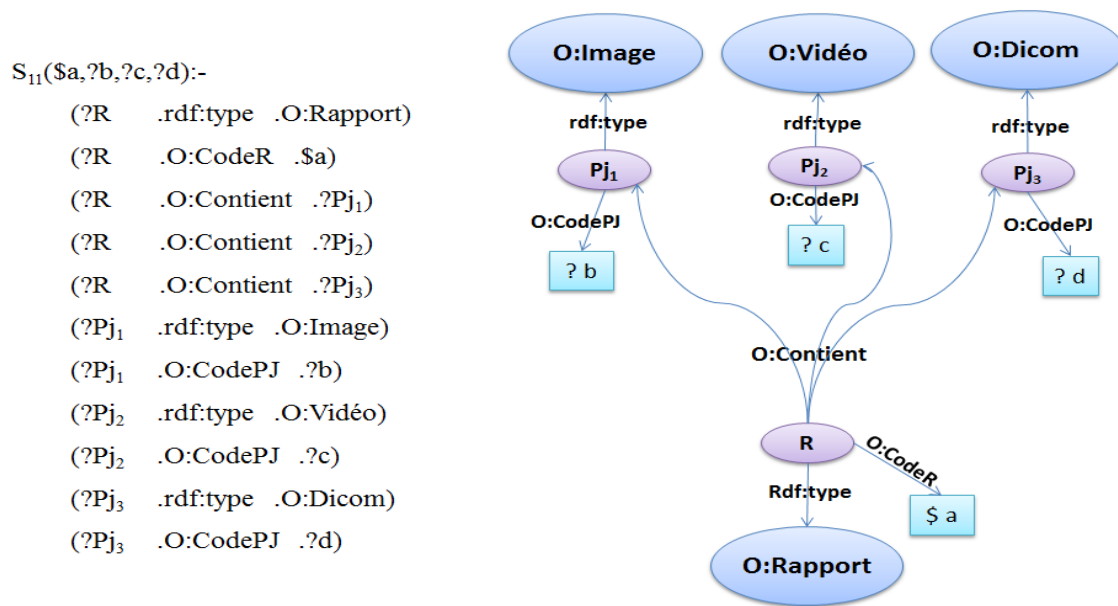 S₁₁($a,?b,?c,?d):-
(?R .rdf:type .O:Rapport)
(?R .O:CodeR .$a)
(?R .O:Contient .?Pj₁)
(?R .O:Contient .?Pj₂)
(?R .O:Contient .?Pj₃)
(?Pj₁ .rdf:type .O:Image)
(?Pj₁ .O:CodePJ .?b)
(?Pj₂ .rdf:type .O:Vidéo)
(?Pj₂ .O:CodePJ .?c)
(?Pj₃ .rdf:type .O:Dicom)
(?Pj₃ .O:CodePJ .?d)
O:Image O:Vidéo O:Dicom
rdf:type rdf:type rdf:type
Pj₁ Pj₂ Pj₃
O:CodePJ O:CodePJ O:CodePJ
? b ? c ? d
O:Contient
R
O:CodeR
Rdf:type
$ a
O:Rapport